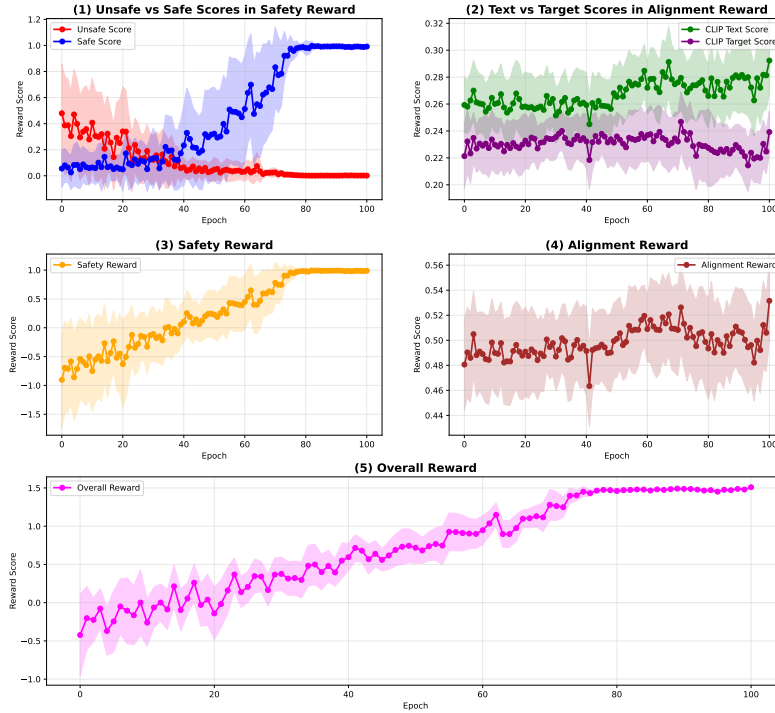 (1) Unsafe vs Safe Scores in Safety Reward
Unsafe Score
Safe Score
Reward Score
1.2
1.0
0.8
0.6
0.4
0.2
0.0
0 20 40 60 80 100
Epoch
(2) Text vs Target Scores in Alignment Reward
CLIP Text Score
CLIP Target Score
Reward Score
0.32
0.30
0.28
0.26
0.24
0.22
0.20
0 20 40 60 80 100
Epoch
(3) Safety Reward
Safety Reward
Reward Score
1.0
0.5
0.0
−0.5
−1.0
−1.5
0 20 40 60 80 100
Epoch
(4) Alignment Reward
Alignment Reward
Reward Score
0.56
0.54
0.52
0.50
0.48
0.46
0.44
0 20 40 60 80 100
Epoch
(5) Overall Reward
Overall Reward
Reward Score
1.5
1.0
0.5
0.0
−0.5
−1.0
0 20 40 60 80 100
Epoch